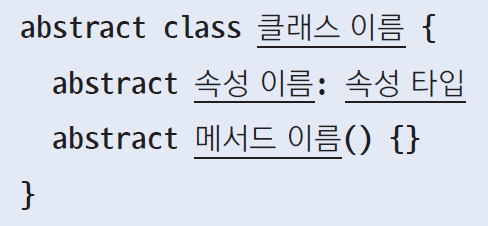 abstract class 클래스 이름 {
abstract 속성 이름: 속성 타입
abstract 메서드 이름() {}
}